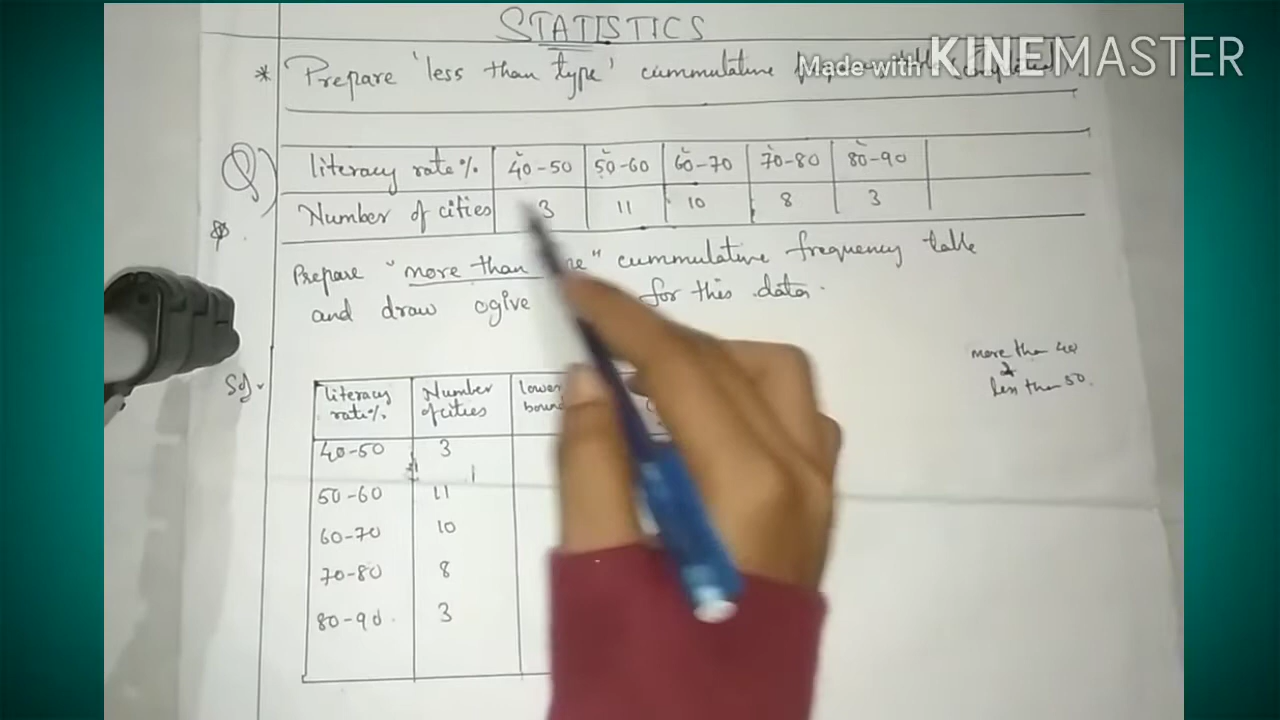 STATISTICS
* Prepare 'less than type' cummulative
Made with KINEMASTER
Q)
literacy rate% 40-50 50-60 60-70 70-80 80-90
Number of cities 3 11 10 8 3
Prepare "more than " cummulative frequency table
and draw ogive for this data.
more than 40
&
less than 50.
Sol.
literacy rate% Number of cities lower bound
40-50 3
50-60 11
60-70 10
70-80 8
80-90. 3